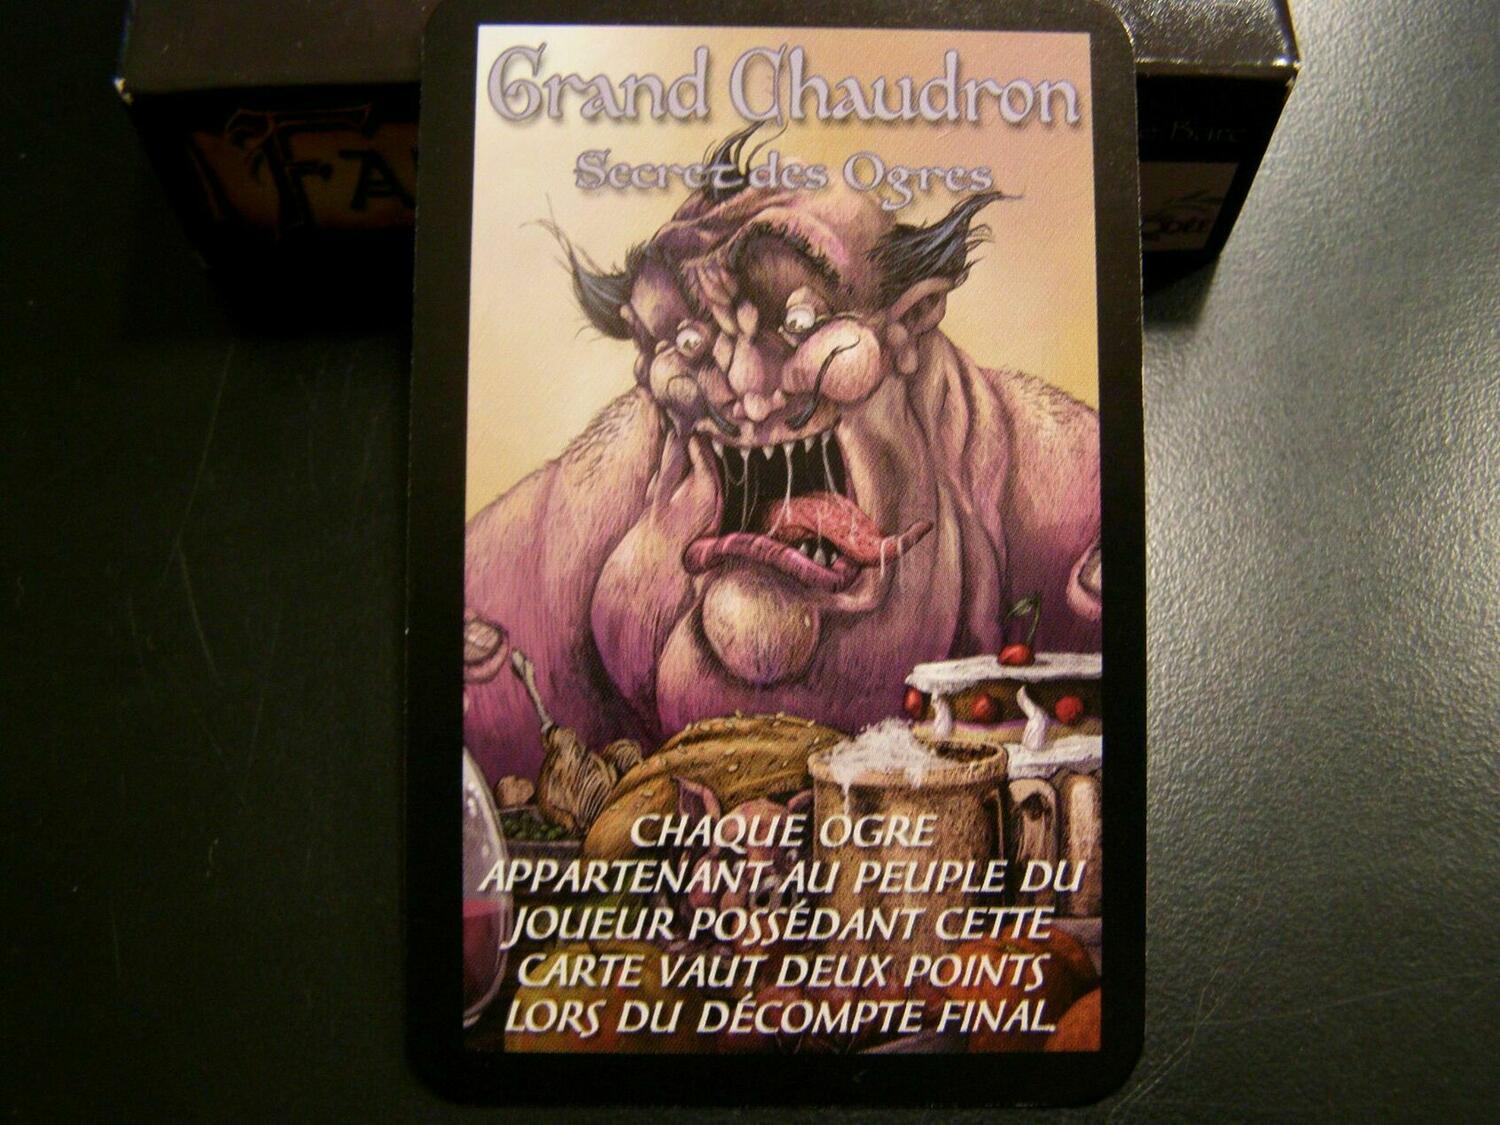 Grand Chaudron
Secret des Ogres
CHAQUE OGRE
APPARTENANT AU PEUPLE DU
JOUEUR POSSÉDANT CETTE
CARTE VAUT DEUX POINTS
LORS DU DÉCOMPTE FINAL.